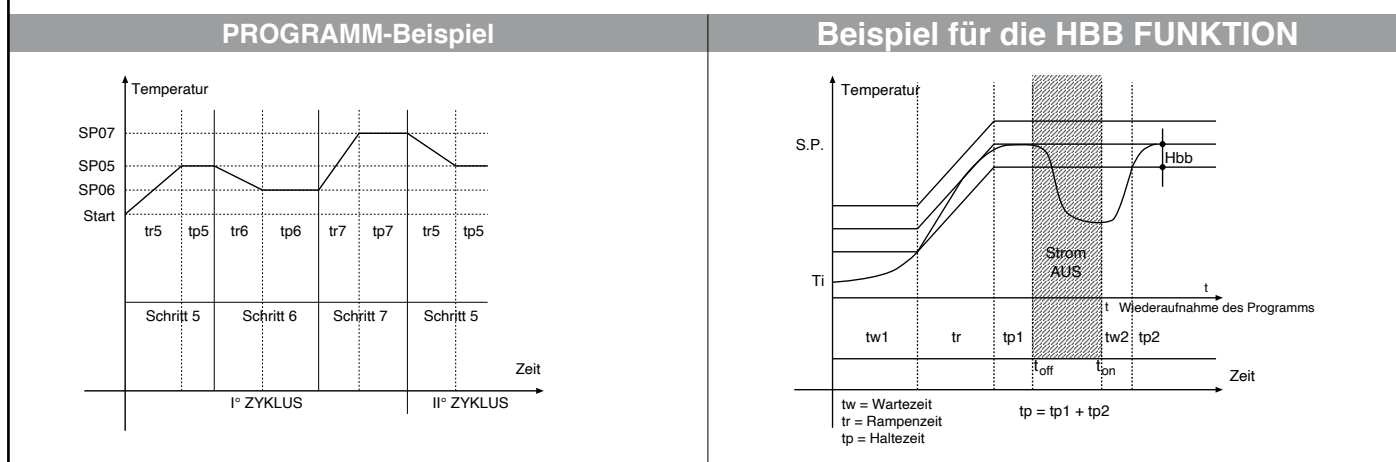 PROGRAMM-Beispiel
Temperatur
SP07
SP05
SP06
Start
tr5 tp5 tr6 tp6 tr7 tp7 tr5 tp5
Schritt 5 Schritt 6 Schritt 7 Schritt 5
Zeit
I° ZYKLUS II° ZYKLUS
Beispiel für die HBB FUNKTION
Temperatur
S.P.
Hbb
Strom
AUS
Ti
t
t Wiederaufnahme des Programms
tw1 tr tp1 tw2 tp2
toff ton
Zeit
tw = Wartezeit
tr = Rampenzeit
tp = Haltezeit
tp = tp1 + tp2